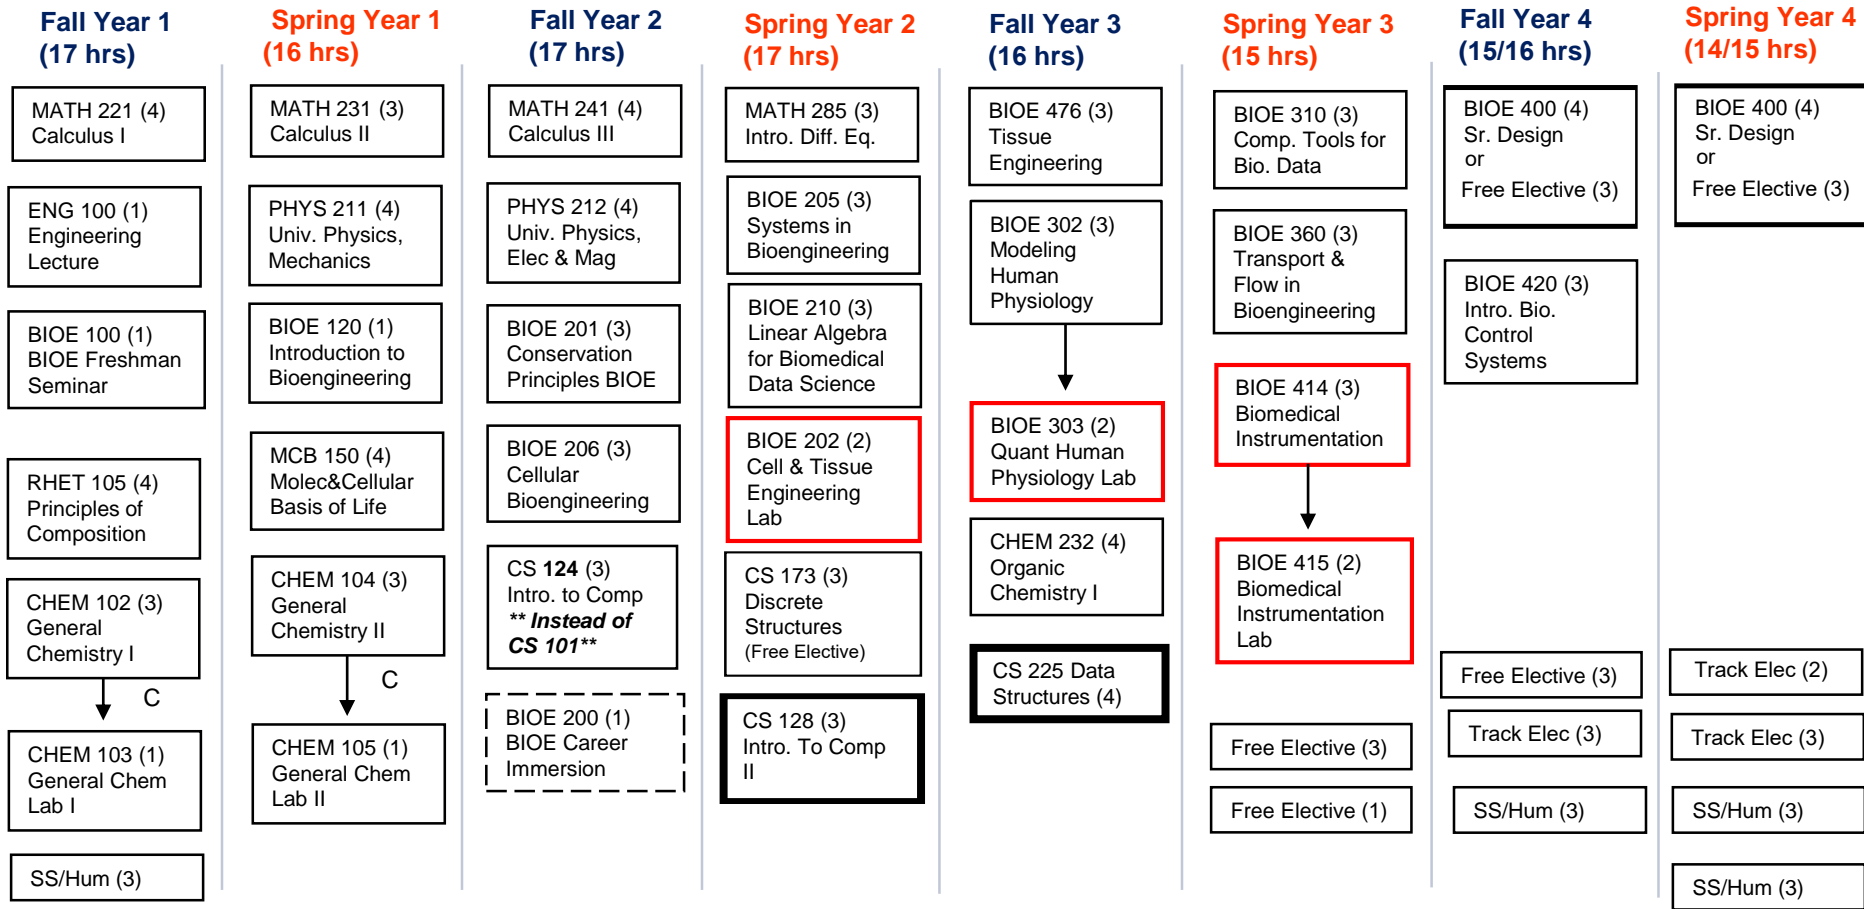 Fall Year 1
(17 hrs)
MATH 221 (4)
Calculus I
ENG 100 (1)
Engineering
Lecture
BIOE 100 (1)
BIOE Freshman
Seminar
RHET 105 (4)
Principles of
Composition
CHEM 102 (3)
General
Chemistry I
C
CHEM 103 (1)
General Chem
Lab I
SS/Hum (3)
Spring Year 1
(16 hrs)
MATH 231 (3)
Calculus II
PHYS 211 (4)
Univ. Physics,
Mechanics
BIOE 120 (1)
Introduction to
Bioengineering
MCB 150 (4)
Molec&Cellular
Basis of Life
CHEM 104 (3)
General
Chemistry II
C
CHEM 105 (1)
General Chem
Lab II
Fall Year 2
(17 hrs)
MATH 241 (4)
Calculus III
PHYS 212 (4)
Univ. Physics,
Elec & Mag
BIOE 201 (3)
Conservation
Principles BIOE
BIOE 206 (3)
Cellular
Bioengineering
CS 124 (3)
Intro. to Comp
** Instead of
CS 101**
BIOE 200 (1)
BIOE Career
Immersion
Spring Year 2
(17 hrs)
MATH 285 (3)
Intro. Diff. Eq.
BIOE 205 (3)
Systems in
Bioengineering
BIOE 210 (3)
Linear Algebra
for Biomedical
Data Science
BIOE 202 (2)
Cell & Tissue
Engineering
Lab
CS 173 (3)
Discrete
Structures
(Free Elective)
CS 128 (3)
Intro. To Comp
II
Fall Year 3
(16 hrs)
BIOE 476 (3)
Tissue
Engineering
BIOE 302 (3)
Modeling
Human
Physiology
BIOE 303 (2)
Quant Human
Physiology Lab
CHEM 232 (4)
Organic
Chemistry I
CS 225 Data
Structures (4)
Spring Year 3
(15 hrs)
BIOE 310 (3)
Comp. Tools for
Bio. Data
BIOE 360 (3)
Transport &
Flow in
Bioengineering
BIOE 414 (3)
Biomedical
Instrumentation
BIOE 415 (2)
Biomedical
Instrumentation
Lab
Free Elective (3)
Free Elective (1)
Fall Year 4
(15/16 hrs)
BIOE 400 (4)
Sr. Design
or
Free Elective (3)
BIOE 420 (3)
Intro. Bio.
Control
Systems
Free Elective (3)
Track Elec (3)
SS/Hum (3)
Spring Year 4
(14/15 hrs)
BIOE 400 (4)
Sr. Design
or
Free Elective (3)
Track Elec (2)
Track Elec (3)
SS/Hum (3)
SS/Hum (3)